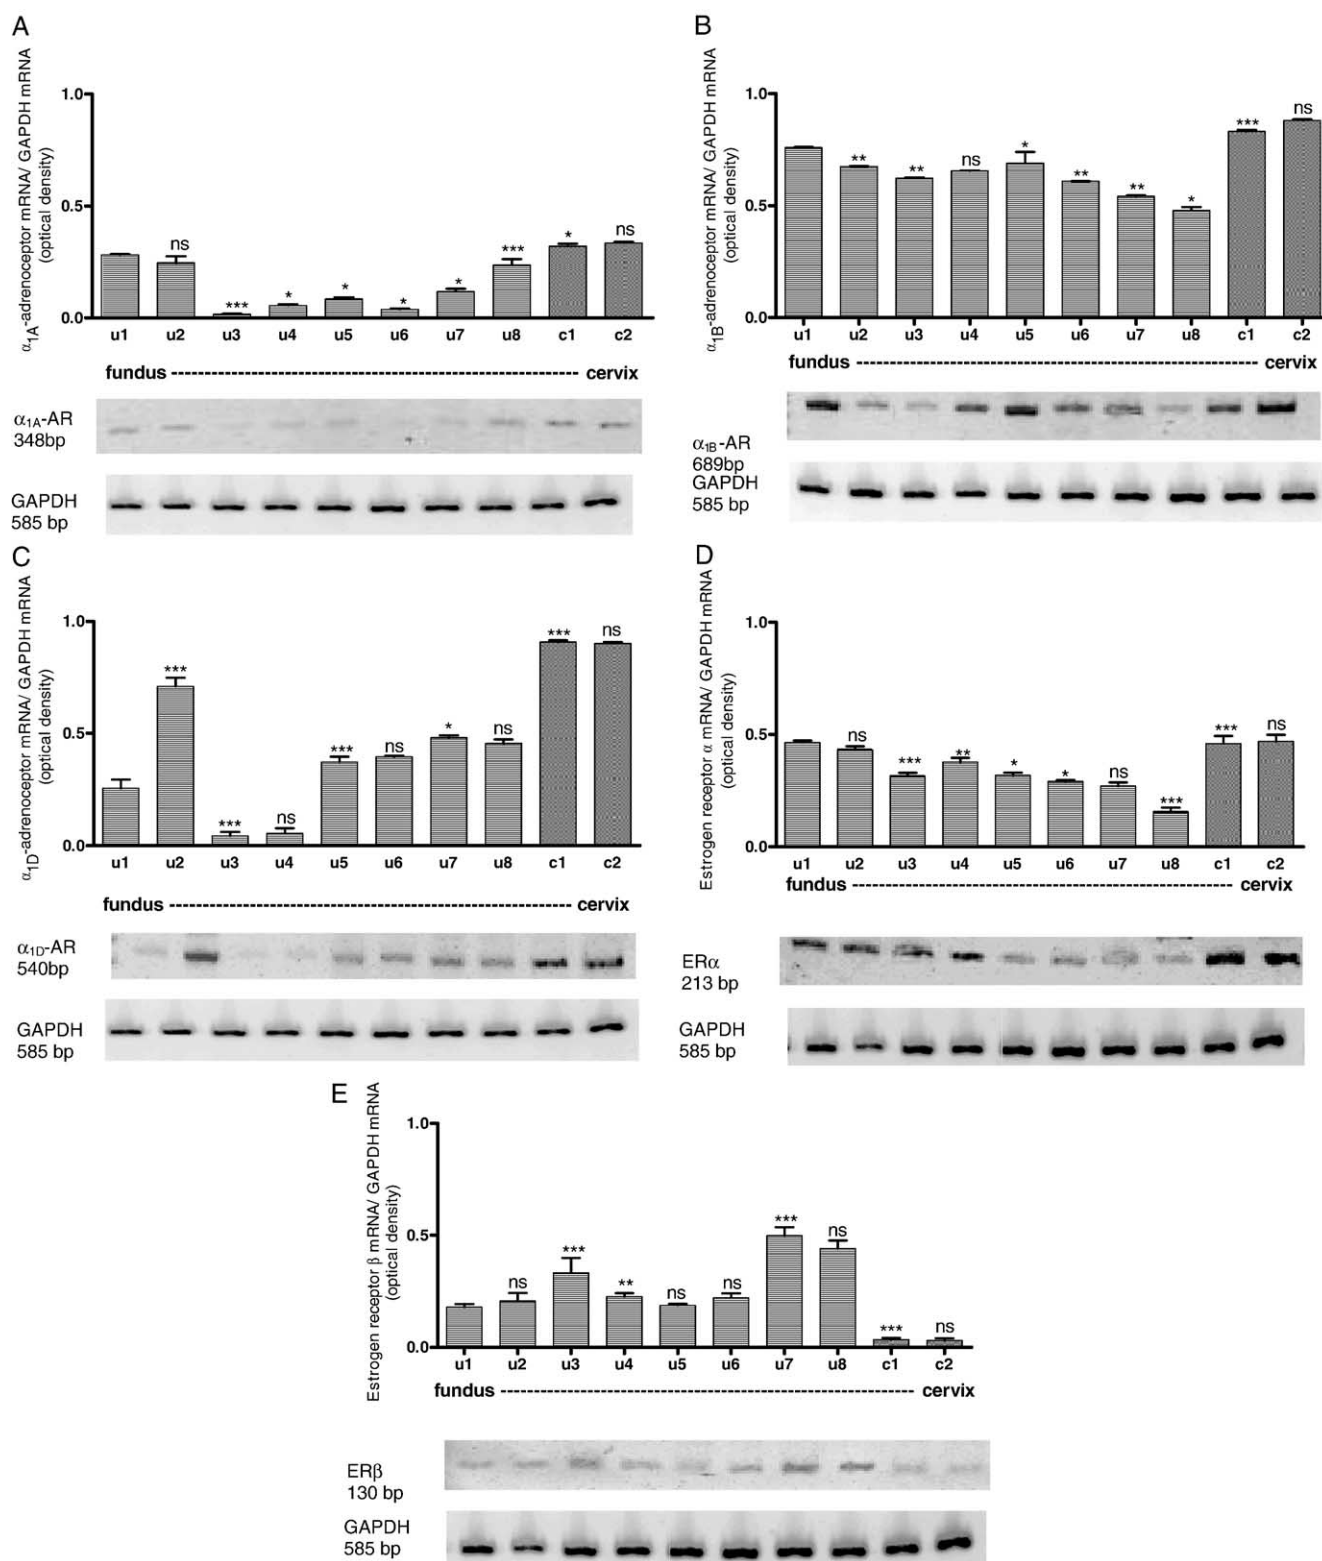 A
α1A-adrenoceptor mRNA/ GAPDH mRNA
(optical density)
1.0
0.5
0.0
ns
***
*
*
*
*
***
*
ns
u1 u2 u3 u4 u5 u6 u7 u8 c1 c2
fundus ---------------------------------------------------------- cervix
α1A-AR
348bp
GAPDH
585 bp
B
α1B-adrenoceptor mRNA/ GAPDH mRNA
(optical density)
1.0
0.5
0.0
**
**
ns
*
**
**
*
***
ns
u1 u2 u3 u4 u5 u6 u7 u8 c1 c2
fundus ---------------------------------------------------------- cervix
α1B-AR
689bp
GAPDH
585 bp
C
α1D-adrenoceptor mRNA/ GAPDH mRNA
(optical density)
1.0
0.5
0.0
***
***
ns
***
ns
*
ns
***
ns
u1 u2 u3 u4 u5 u6 u7 u8 c1 c2
fundus ---------------------------------------------------------- cervix
α1D-AR
540bp
GAPDH
585 bp
D
Estrogen receptor α mRNA/ GAPDH mRNA
(optical density)
1.0
0.5
0.0
ns
***
**
*
*
ns
***
***
ns
u1 u2 u3 u4 u5 u6 u7 u8 c1 c2
fundus ---------------------------------------------------------- cervix
ERα
213 bp
GAPDH
585 bp
E
Estrogen receptor β mRNA/ GAPDH mRNA
(optical density)
1.0
0.5
0.0
ns
***
**
ns
ns
***
ns
***
ns
u1 u2 u3 u4 u5 u6 u7 u8 c1 c2
fundus ---------------------------------------------------------- cervix
ERβ
130 bp
GAPDH
585 bp